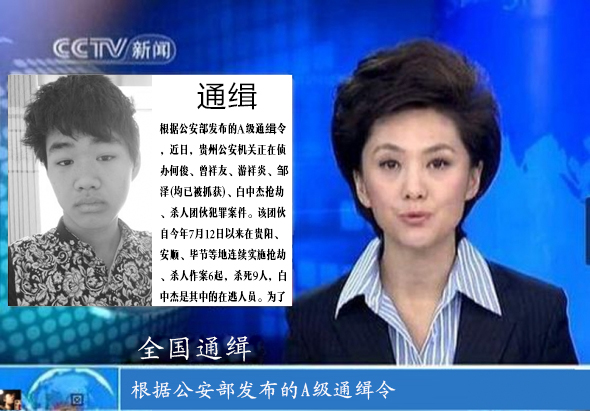 CCTV 新闻
通缉
根据公安部发布的A级通缉令
，近日，贵州公安机关正在侦
办何俊、曾祥友、游祥炎、邹
泽(均已被抓获)、白中杰抢劫
、杀人团伙犯罪案件。该团伙
自今年7月12日以来在贵阳、
安顺、毕节等地连续实施抢劫
、杀人作案6起，杀死9人，白
中杰是其中的在逃人员。为了
全国通缉
根据公安部发布的A级通缉令